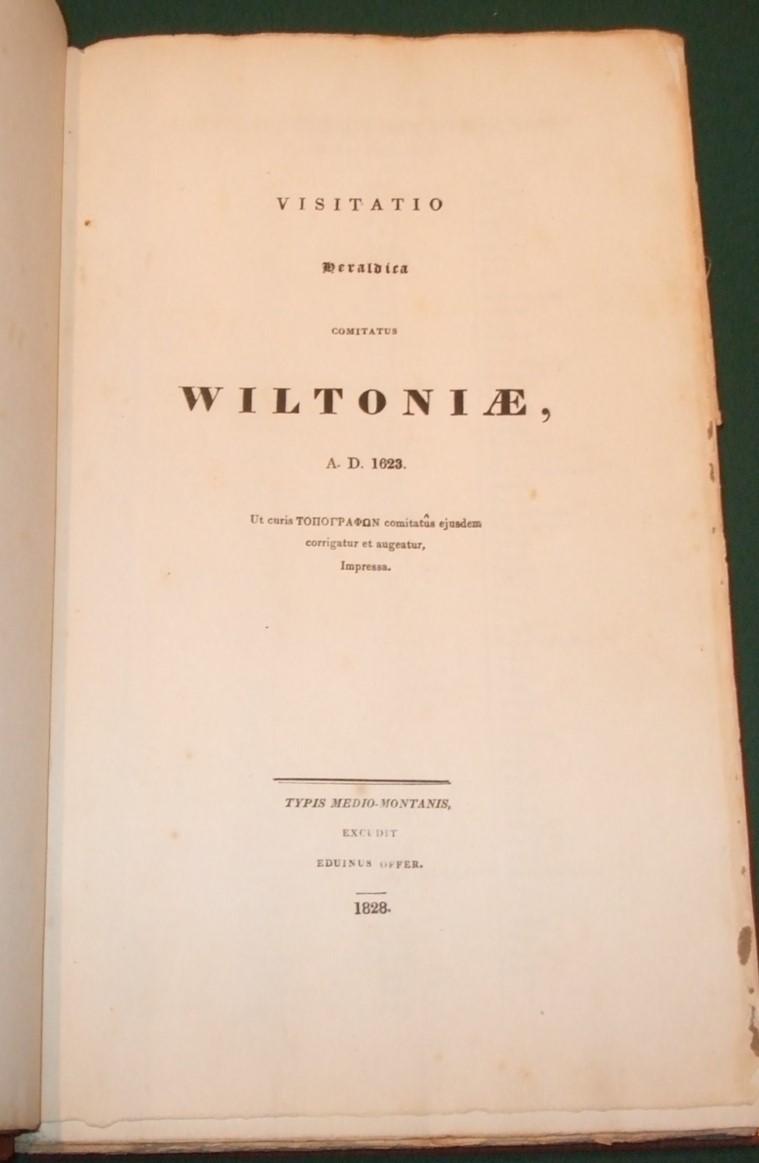 VISITATIO
Heraldica
COMITATUS
WILTONIÆ,
A. D. 1623.
Ut curis ΤΟΠΟΓΡΑΦΩΝ comitatûs ejusdem
corrigatur et augeatur,
Impressa.
TYPIS MEDIO-MONTANIS,
EXCUDIT
EDUINUS OFFER.
1828.